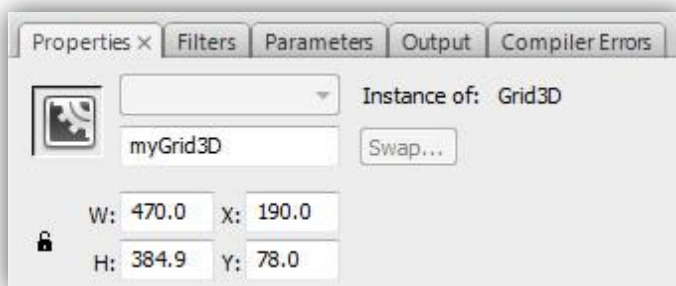 Properties × Filters Parameters Output Compiler Errors
Instance of: Grid3D
myGrid3D Swap...
W: 470.0 X: 190.0
H: 384.9 Y: 78.0